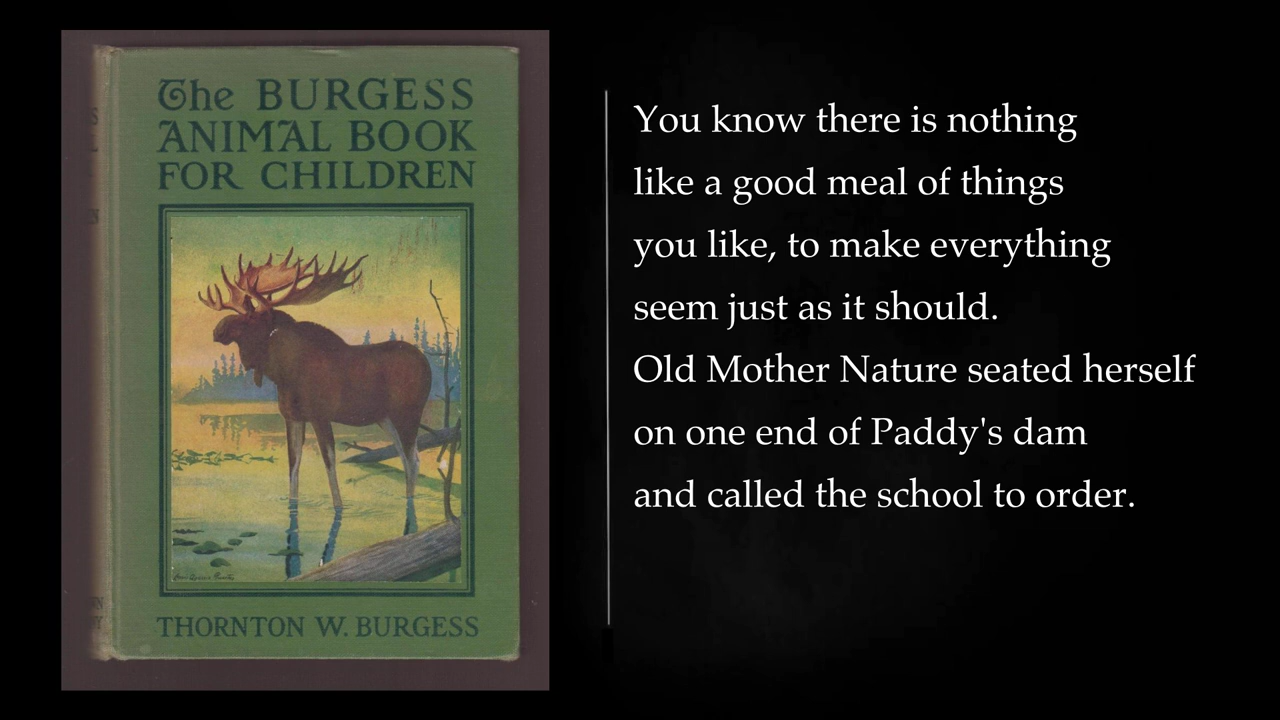 The BURGESS
ANIMAL BOOK
FOR CHILDREN
THORNTON W. BURGESS
You know there is nothing
like a good meal of things
you like, to make everything
seem just as it should.
Old Mother Nature seated herself
on one end of Paddy's dam
and called the school to order.